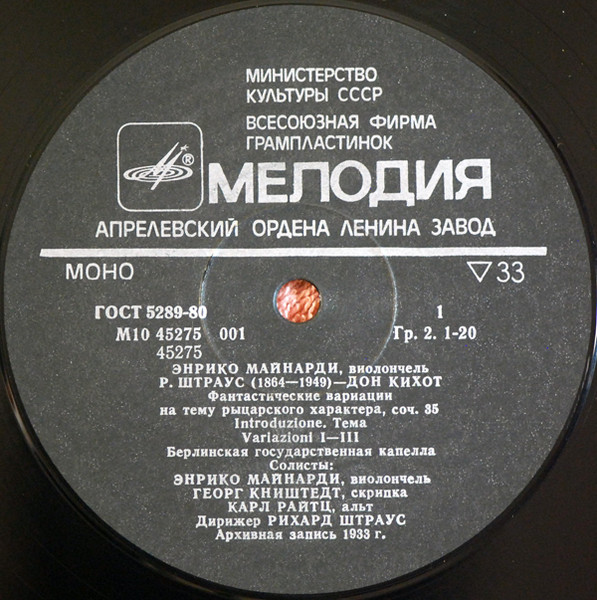 МИНИСТЕРСТВО
КУЛЬТУРЫ СССР
ВСЕСОЮЗНАЯ ФИРМА
ГРАМПЛАСТИНОК
®
МЕЛОДИЯ
АПРЕЛЕВСКИЙ ОРДЕНА ЛЕНИНА ЗАВОД
МОНО ▽33
ГОСТ 5289-80 1
М10 45275 001 Гр. 2. 1-20
45275
ЭНРИКО МАЙНАРДИ, виолончель
Р. ШТРАУС (1864—1949)—ДОН КИХОТ
Фантастические вариации
на тему рыцарского характера, соч. 35
Introduzione. Тема
Variazioni I—III
Берлинская государственная капелла
Солисты:
ЭНРИКО МАЙНАРДИ, виолончель
ГЕОРГ КНИШТЕДТ, скрипка
КАРЛ РАЙТЦ, альт
Дирижер РИХАРД ШТРАУС
Архивная запись 1933 г.